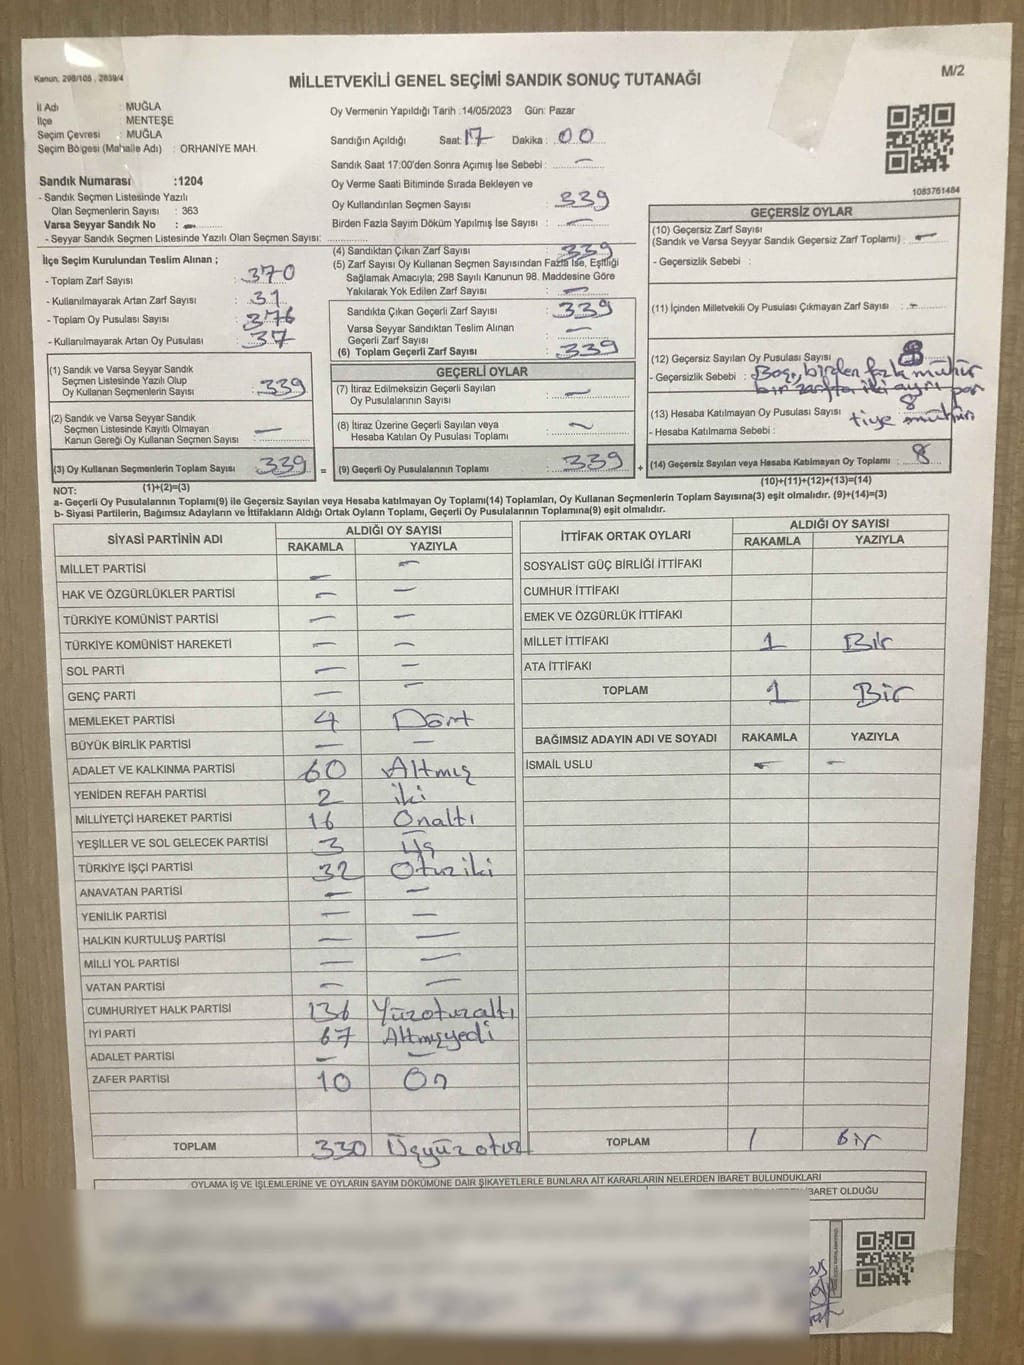 Kanun, 298/105 , 2839/4
M/2
MİLLETVEKİLİ GENEL SEÇİMİ SANDIK SONUÇ TUTANAĞI
İl Adı : MUĞLA
İlçe : MENTEŞE
Seçim Çevresi : MUĞLA
Seçim Bölgesi (Mahalle Adı) : ORHANİYE MAH.
Sandık Numarası :1204
- Sandık Seçmen Listesinde Yazılı
Olan Seçmenlerin Sayısı : 363
Varsa Seyyar Sandık No : -
- Seyyar Sandık Seçmen Listesinde Yazılı Olan Seçmen Sayısı:
Oy Vermenin Yapıldığı Tarih :14/05/2023 Gün: Pazar
Sandığın Açıldığı Saat: 17 Dakika : 00
Sandık Saat 17:00'den Sonra Açımış İse Sebebi : -
Oy Verme Saati Bitiminde Sırada Bekleyen ve
Oy Kullandırılan Seçmen Sayısı : 339
Birden Fazla Sayım Döküm Yapılmış İse Sayısı : -
1083761484
İlçe Seçim Kurulundan Teslim Alınan ;
- Toplam Zarf Sayısı : 370
- Kullanılmayarak Artan Zarf Sayısı : 31
- Toplam Oy Pusulası Sayısı : 376
- Kullanılmayarak Artan Oy Pusulası : 37
(1) Sandık ve Varsa Seyyar Sandık
Seçmen Listesinde Yazılı Olup
Oy Kullanan Seçmenlerin Sayısı : 339
(2) Sandık ve Varsa Seyyar Sandık
Seçmen Listesinde Kayıtlı Olmayan
Kanun Gereği Oy Kullanan Seçmen Sayısı : -
(3) Oy Kullanan Seçmenlerin Toplam Sayısı : 339 =
(1)+(2)=(3)
(4) Sandıktan Çıkan Zarf Sayısı : 339
(5) Zarf Sayısı Oy Kullanan Seçmen Sayısından Fazla İse, Eşitliği
Sağlamak Amacıyla; 298 Sayılı Kanunun 98. Maddesine Göre
Yakılarak Yok Edilen Zarf Sayısı : -
Sandıkta Çıkan Geçerli Zarf Sayısı : 339
Varsa Seyyar Sandıktan Teslim Alınan
Geçerli Zarf Sayısı : -
(6) Toplam Geçerli Zarf Sayısı : 339
GEÇERLİ OYLAR
(7) İtiraz Edilmeksizin Geçerli Sayılan
Oy Pusulasının Sayısı : -
(8) İtiraz Üzerine Geçerli Sayılan veya
Hesaba Katılan Oy Pusulası Toplamı : -
(9) Geçerli Oy Pusulalarının Toplamı : 339 +
GEÇERSİZ OYLAR
(10) Geçersiz Zarf Sayısı
(Sandık ve Varsa Seyyar Sandık Geçersiz Zarf Toplamı) : -
- Geçersizlik Sebebi :
(11) İçinden Milletvekili Oy Pusulası Çıkmayan Zarf Sayısı : -
(12) Geçersiz Sayılan Oy Pusulası Sayısı : 8
- Geçersizlik Sebebi : Boş, birden fazla mühür
bir zarfta iki ayrı par
(13) Hesaba Katılmayan Oy Pusulası Sayısı : 8
tiye mühür
- Hesaba Katılmama Sebebi :
(14) Geçersiz Sayılan veya Hesaba Katılmayan Oy Toplamı : 8
(10)+(11)+(12)+(13)=(14)
NOT:
a- Geçerli Oy Pusulalarının Toplamı(9) ile Geçersiz Sayılan veya Hesaba katılmayan Oy Toplamı(14) Toplamları, Oy Kullanan Seçmenlerin Toplam Sayısına(3) eşit olmalıdır. (9)+(14)=(3)
b- Siyasi Partilerin, Bağımsız Adayların ve İttifakların Aldığı Ortak Oyların Toplamı, Geçerli Oy Pusulalarının Toplamına(9) eşit olmalıdır.
SİYASİ PARTİNİN ADI ALDIĞI OY SAYISI
RAKAMLA YAZIYLA
MİLLET PARTİSİ - -
HAK VE ÖZGÜRLÜKLER PARTİSİ - -
TÜRKİYE KOMÜNİST PARTİSİ - -
TÜRKİYE KOMÜNİST HAREKETİ - -
SOL PARTİ - -
GENÇ PARTİ - -
MEMLEKET PARTİSİ 4 Dört
BÜYÜK BİRLİK PARTİSİ - -
ADALET VE KALKINMA PARTİSİ 60 Altmış
YENİDEN REFAH PARTİSİ 2 iki
MİLLİYETÇİ HAREKET PARTİSİ 16 Onaltı
YEŞİLLER VE SOL GELECEK PARTİSİ 3 Üç
TÜRKİYE İŞÇİ PARTİSİ 32 Otuziki
ANAVATAN PARTİSİ - -
YENİLİK PARTİSİ - -
HALKIN KURTULUŞ PARTİSİ - -
MİLLİ YOL PARTİSİ - -
VATAN PARTİSİ - -
CUMHURİYET HALK PARTİSİ 136 Yüzotuzaltı
İYİ PARTİ 67 Altmışyedi
ADALET PARTİSİ - -
ZAFER PARTİSİ 10 On
TOPLAM 330 Üçyüzotuz
İTTİFAK ORTAK OYLARI ALDIĞI OY SAYISI
RAKAMLA YAZIYLA
SOSYALİST GÜÇ BİRLİĞİ İTTİFAKI
CUMHUR İTTİFAKI
EMEK VE ÖZGÜRLÜK İTTİFAKI
MİLLET İTTİFAKI 1 Bir
ATA İTTİFAKI
TOPLAM 1 Bir
BAĞIMSIZ ADAYIN ADI VE SOYADI RAKAMLA YAZIYLA
İSMAİL USLU - -
TOPLAM 1 bir
OYLAMA İŞ VE İŞLEMLERİNE VE OYLARIN SAYIM DÖKÜMÜNE DAİR ŞİKAYETLERLE BUNLARA AİT KARARLARIN NELERDEN İBARET BULUNDUKLARI
İBARET OLDUĞU